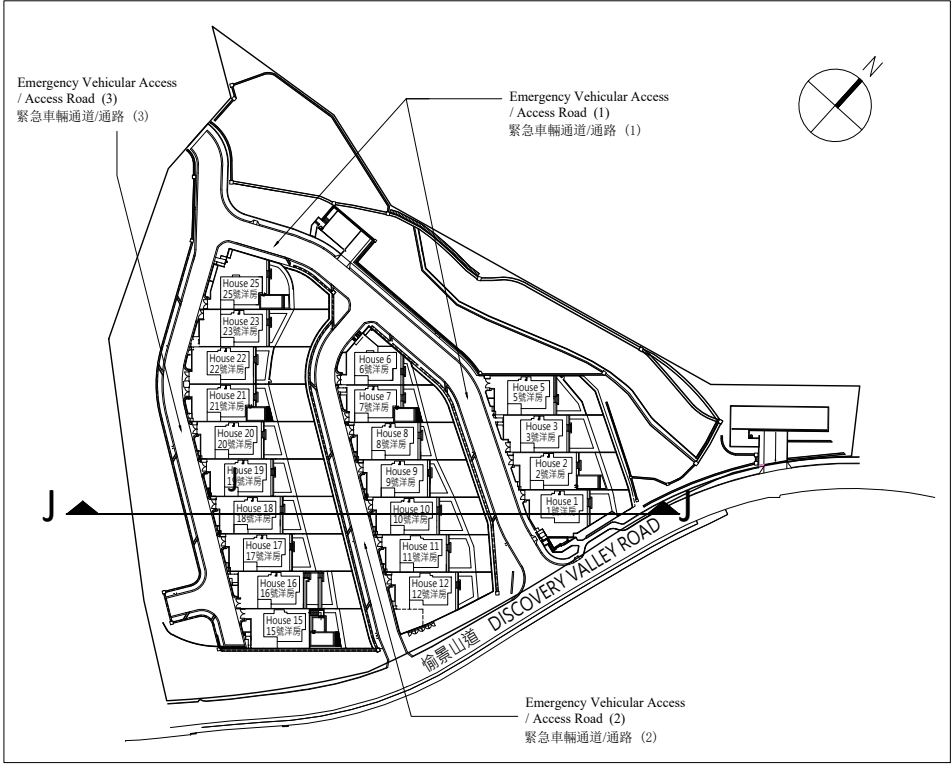 Emergency Vehicular Access
/ Access Road (3)
緊急車輛通道/通路 (3)
Emergency Vehicular Access
/ Access Road (1)
緊急車輛通道/通路 (1)
N
House 25
25號洋房
House 23
23號洋房
House 22
22號洋房
House 21
21號洋房
House 20
20號洋房
House 19
19號洋房
House 18
18號洋房
House 17
17號洋房
House 16
16號洋房
House 15
15號洋房
House 6
6號洋房
House 7
7號洋房
House 8
8號洋房
House 9
9號洋房
House 10
10號洋房
House 11
11號洋房
House 12
12號洋房
House 5
5號洋房
House 3
3號洋房
House 2
2號洋房
House 1
1號洋房
J
J
J
愉景山道 DISCOVERY VALLEY ROAD
Emergency Vehicular Access
/ Access Road (2)
緊急車輛通道/通路 (2)